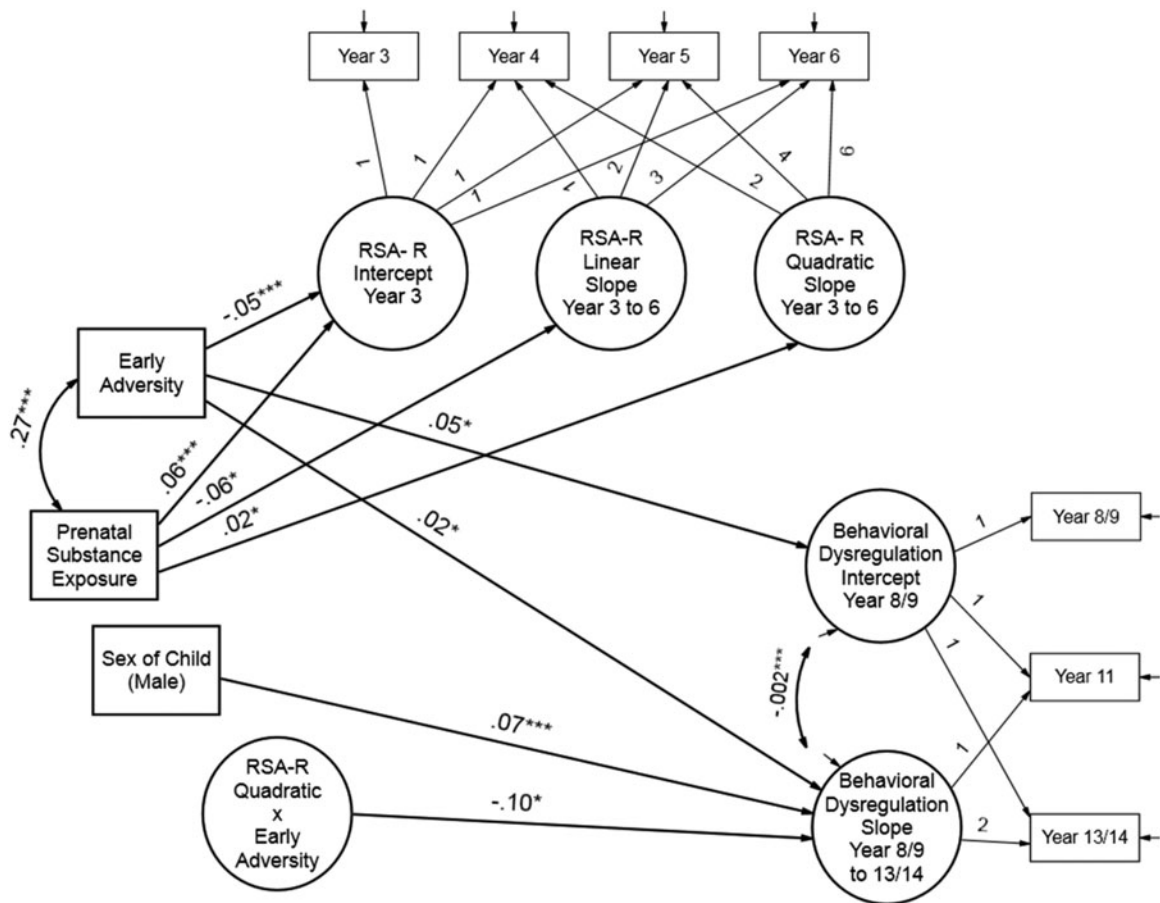 Year 3
Year 4
Year 5
Year 6
1
1
1
1
1
2
3
2
4
9
RSA- R
Intercept
Year 3
RSA-R
Linear
Slope
Year 3 to 6
RSA- R
Quadratic
Slope
Year 3 to 6
-.05***
Early
Adversity
.27***
.06***
-.06*
.02*
.05*
.02*
Prenatal
Substance
Exposure
Behavioral
Dysregulation
Intercept
Year 8/9
1
Year 8/9
1
1
Sex of Child
(Male)
-.002***
Year 11
.07***
1
RSA-R
Quadratic
x
Early
Adversity
-.10*
Behavioral
Dysregulation
Slope
Year 8/9
to 13/14
2
Year 13/14